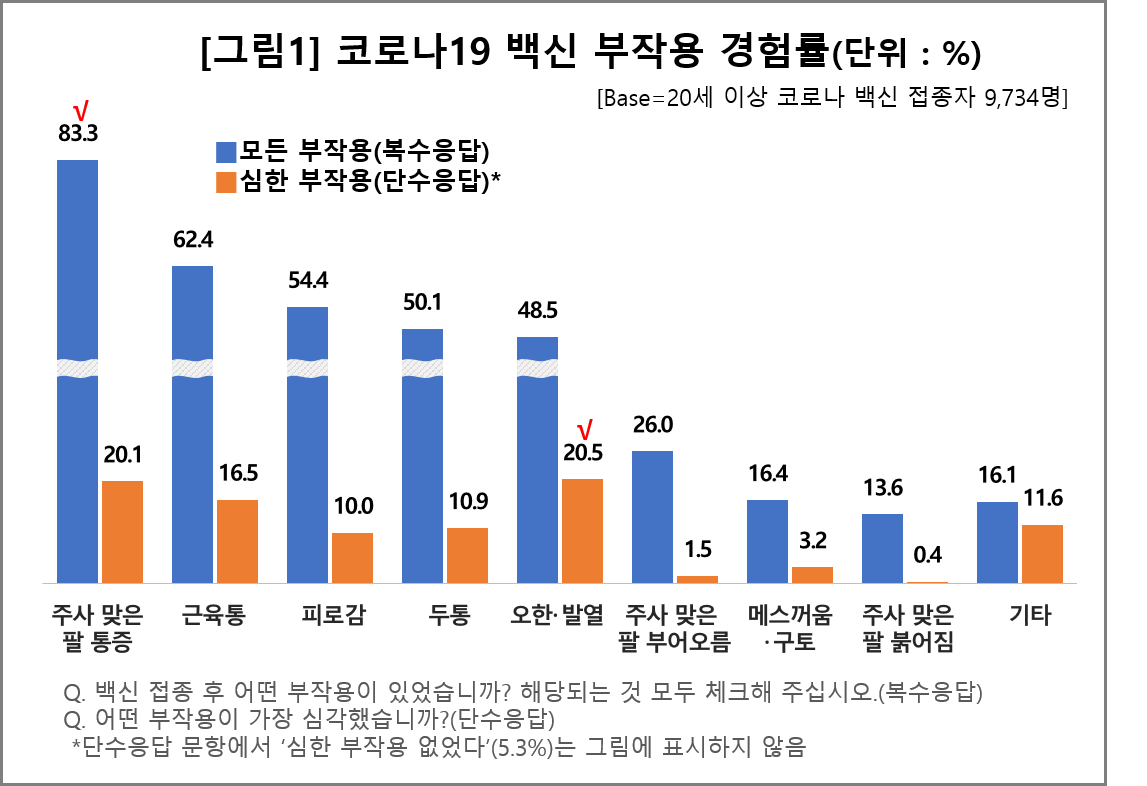 [그림1] 코로나19 백신 부작용 경험률(단위 : %)
[Base=20세 이상 코로나 백신 접종자 9,734명]
√
83.3
■모든 부작용(복수응답)
■심한 부작용(단수응답)*
62.4
54.4
50.1
48.5
√
26.0
20.5
20.1
16.5
10.0
10.9
1.5
16.4
3.2
13.6
0.4
16.1
11.6
주사 맞은 근육통 피로감 두통 오한·발열 주사 맞은 메스꺼움 주사 맞은 기타
팔 통증 팔 부어오름 ·구토 팔 붉어짐
Q. 백신 접종 후 어떤 부작용이 있었습니까? 해당되는 것 모두 체크해 주십시오.(복수응답)
Q. 어떤 부작용이 가장 심각했습니까?(단수응답)
*단수응답 문항에서 ‘심한 부작용 없었다’(5.3%)는 그림에 표시하지 않음